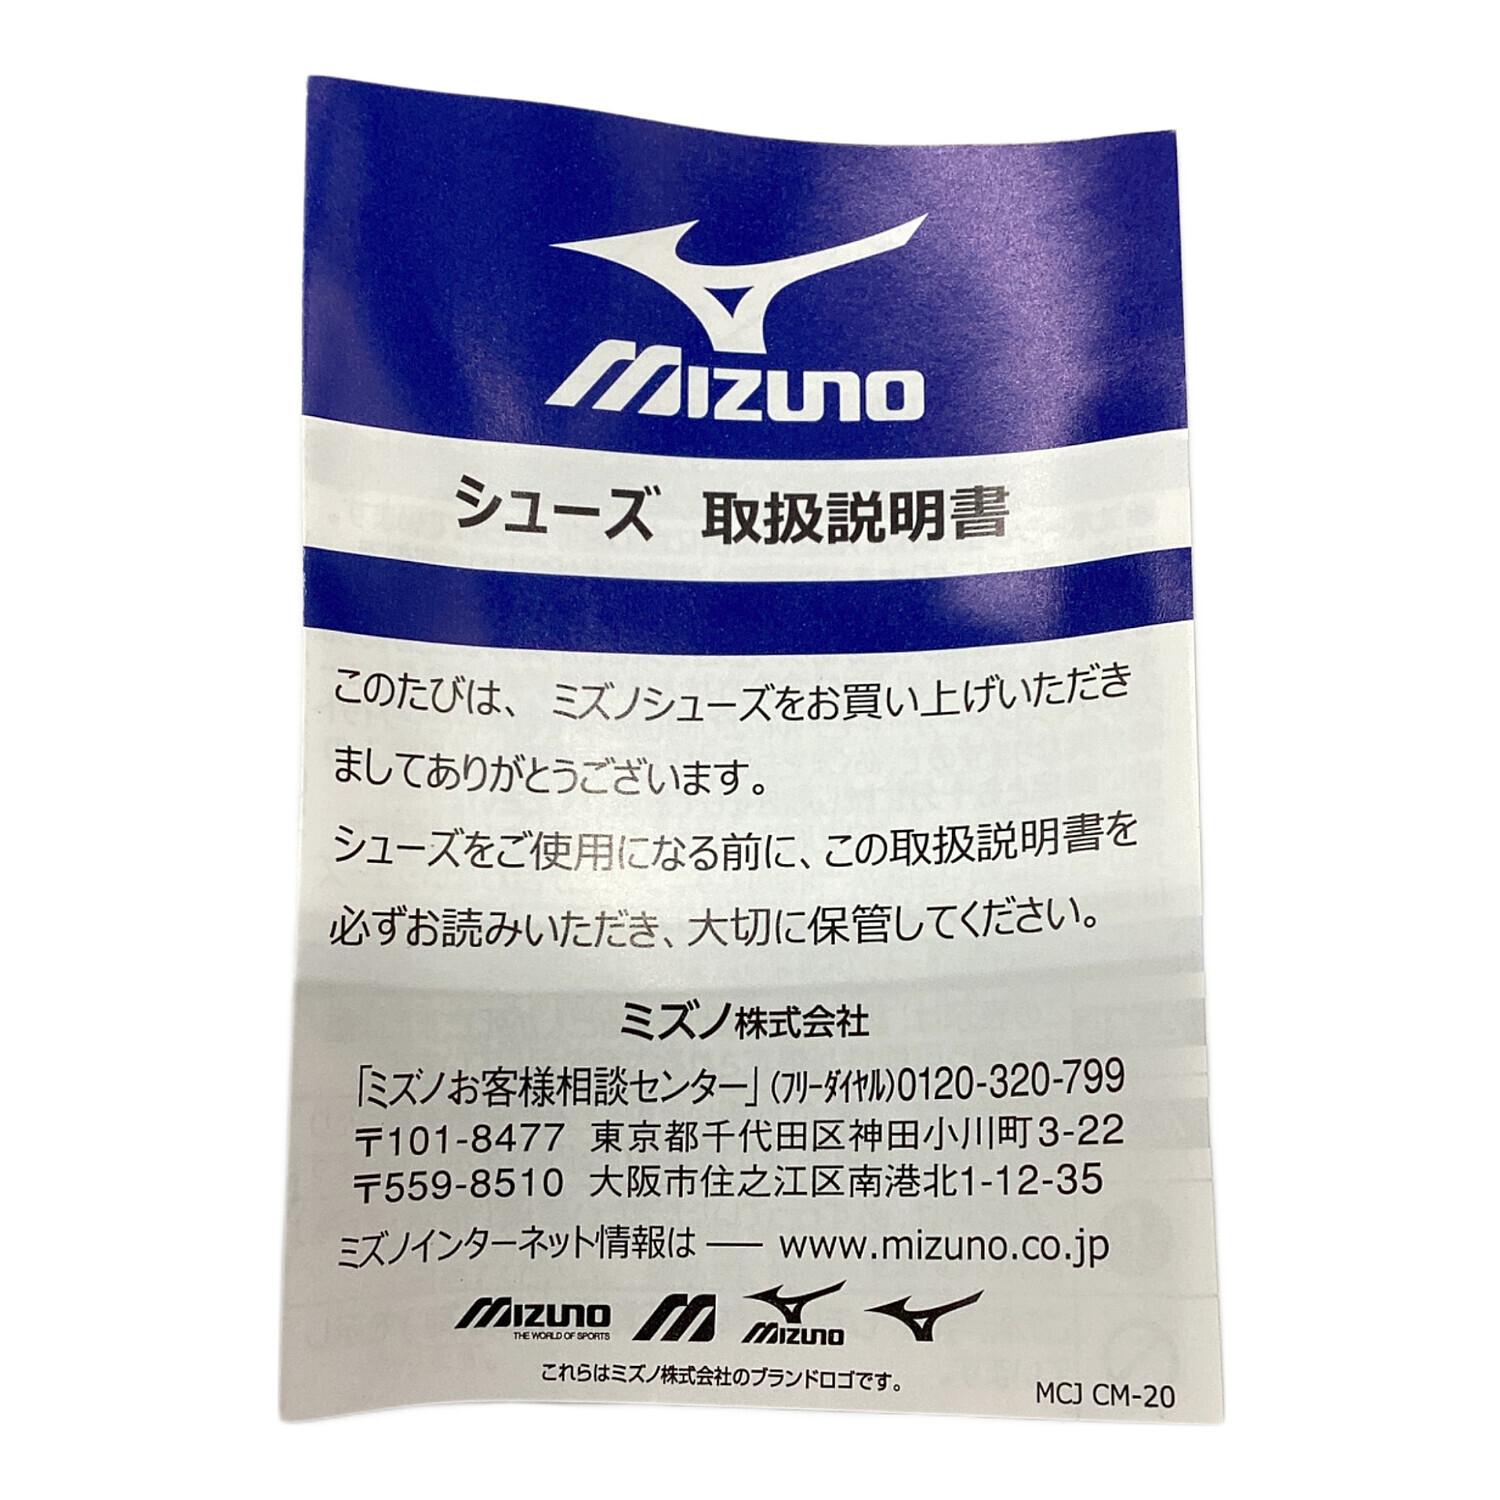 MIZUNO
シューズ 取扱説明書
このたびは、ミズノシューズをお買い上げいただき
ましてありがとうございます。
シューズをご使用になる前に、この取扱説明書を
必ずお読みいただき、大切に保管してください。
ミズノ株式会社
「ミズノお客様相談センター」(フリーダイヤル)0120-320-799
〒101-8477 東京都千代田区神田小川町3-22
〒559-8510 大阪市住之江区南港北1-12-35
ミズノインターネット情報は — www.mizuno.co.jp
MIZUNO THE WORLD OF SPORTS M MIZUNO
これらはミズノ株式会社のブランドロゴです。
MCJ CM-20